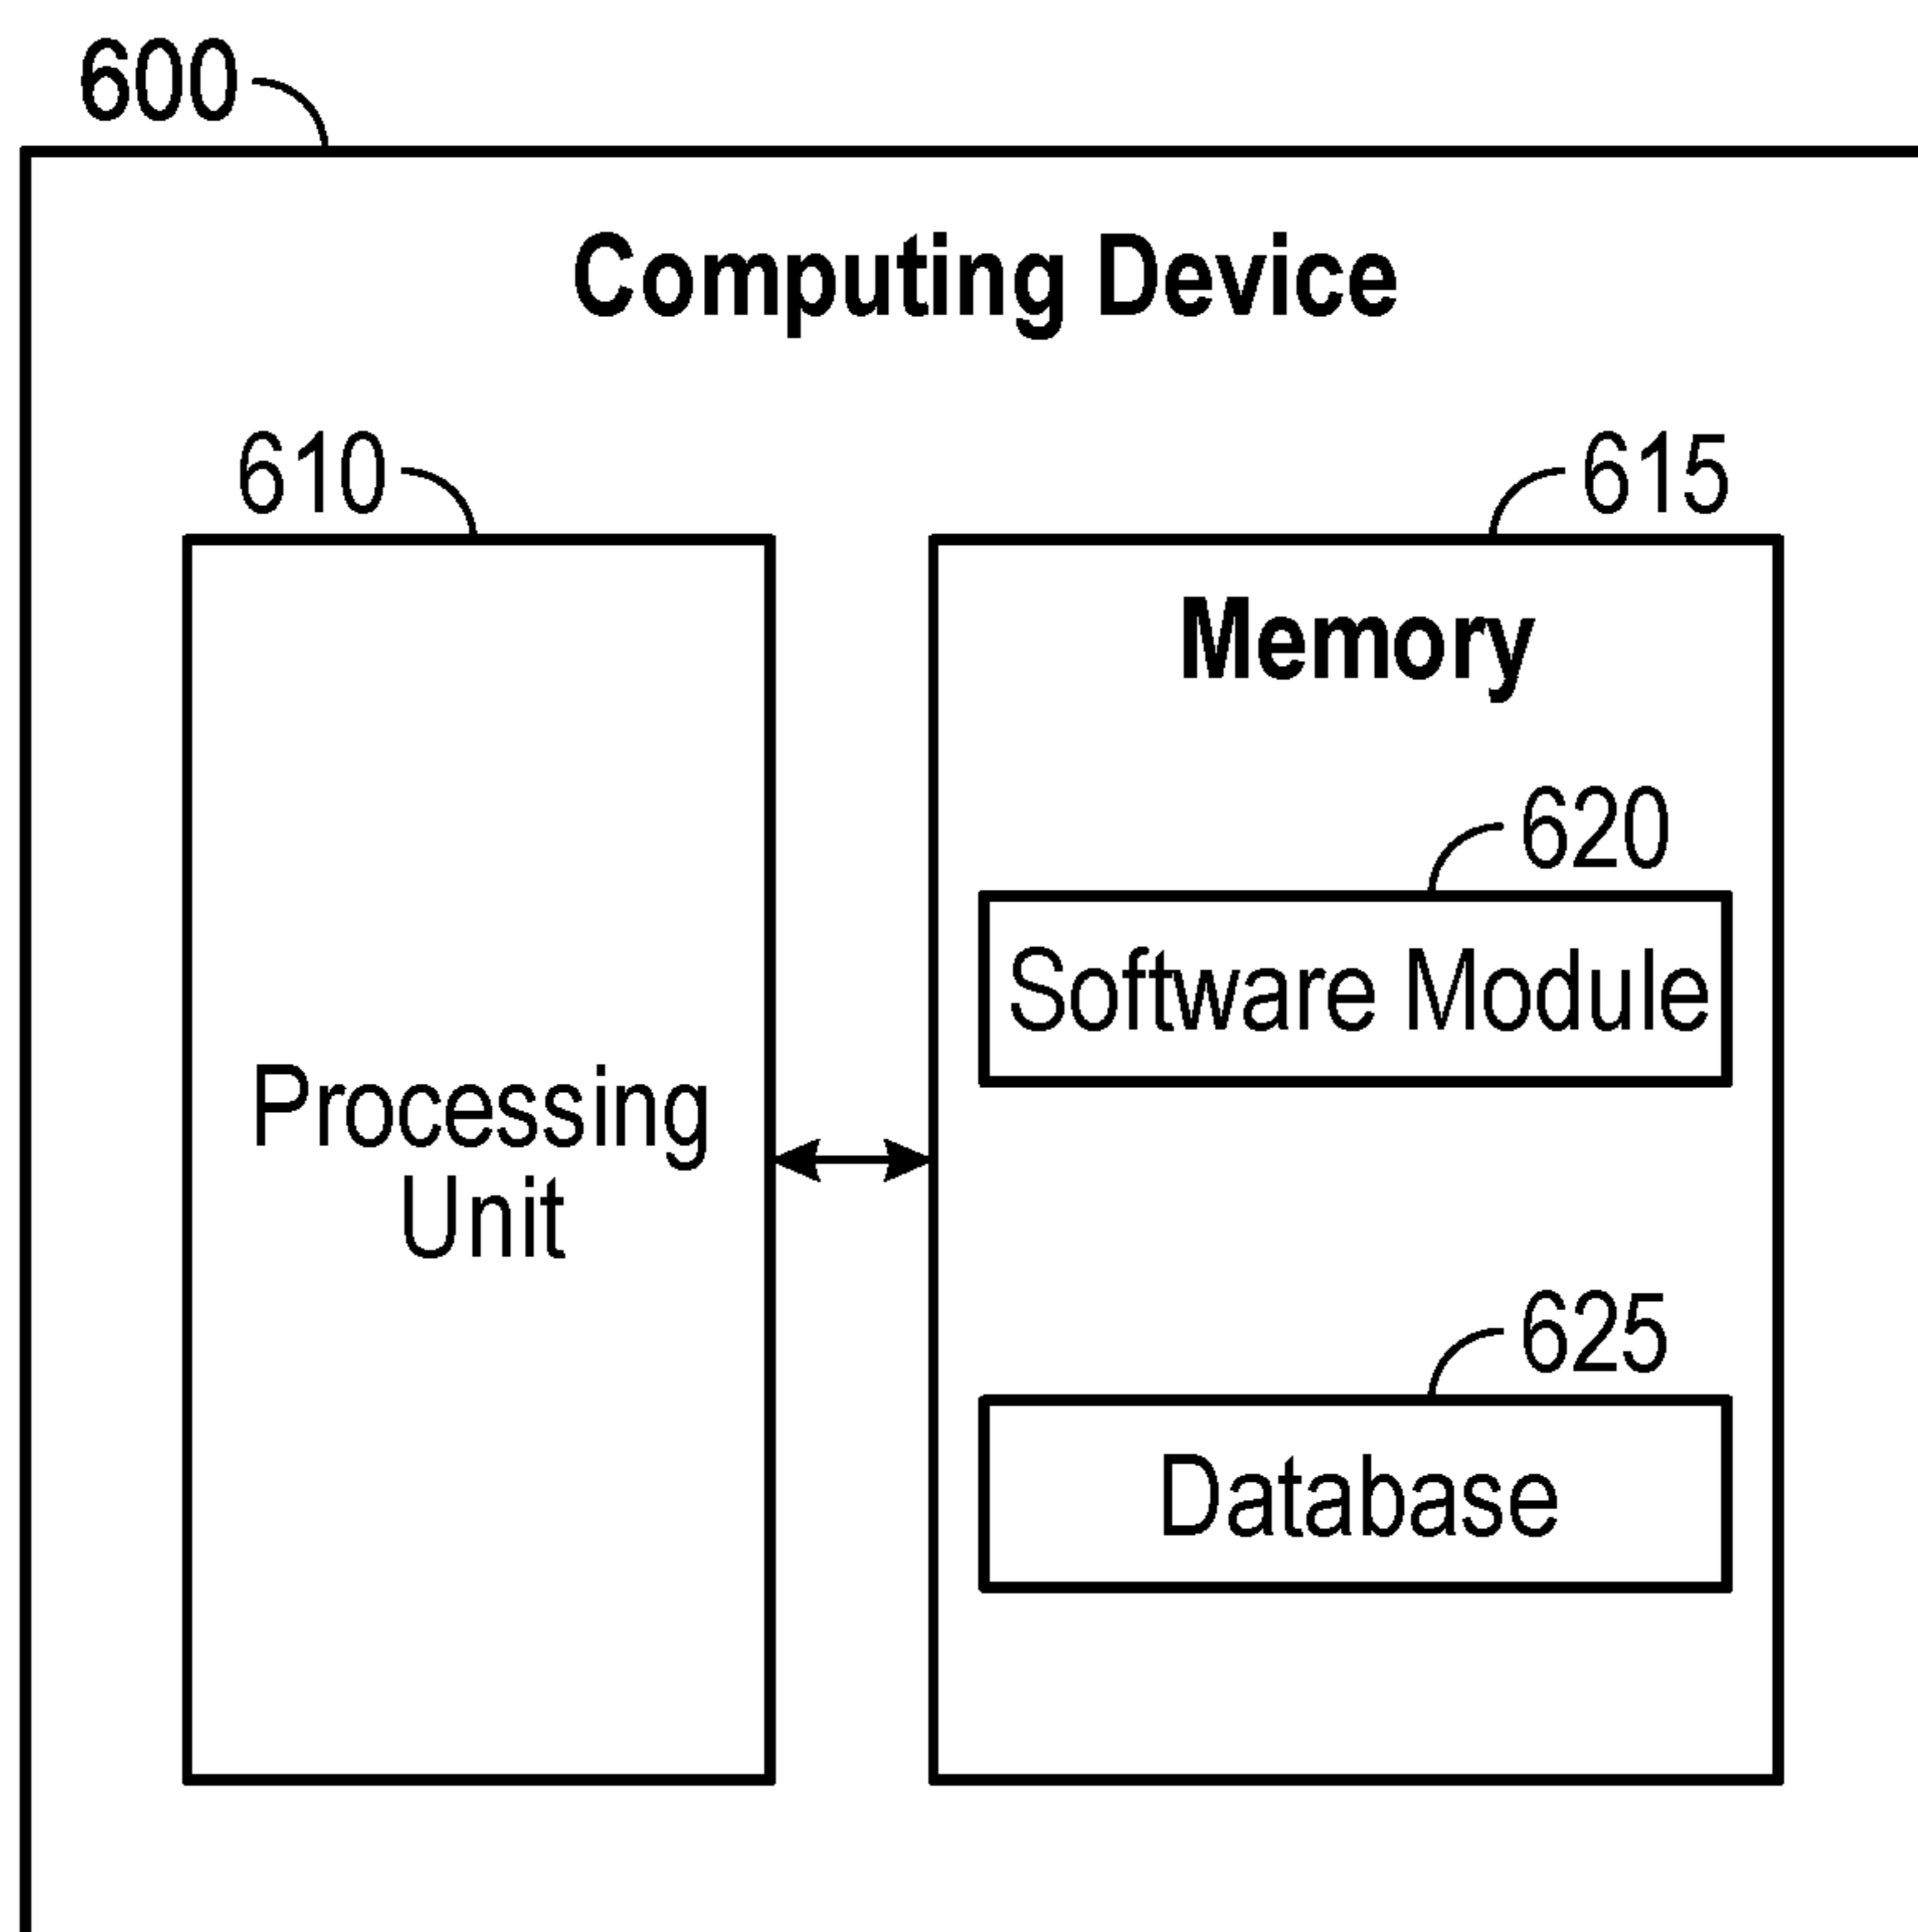 600
Computing Device
610
615
Memory
620
Software Module
Processing
Unit
625
Database